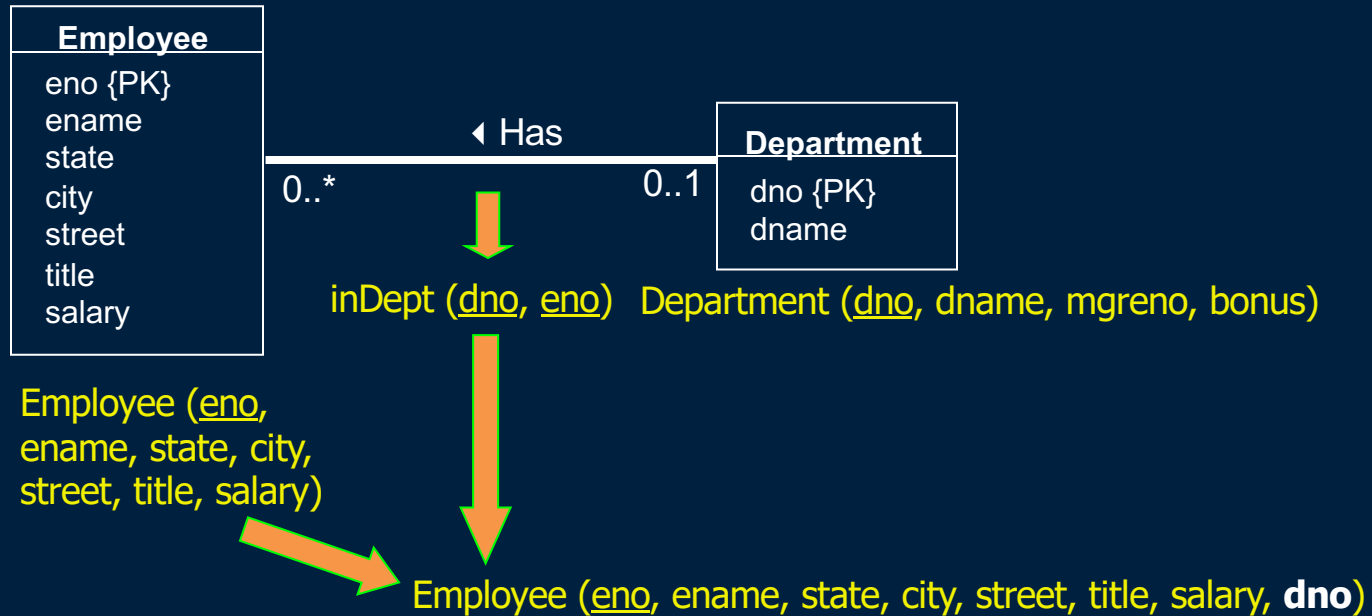 Employee
eno {PK}
ename
state
city
street
title
salary
◀ Has
0..*
0..1
Department
dno {PK}
dname
inDept (dno, eno)
Department (dno, dname, mgreno, bonus)
Employee (eno,
ename, state, city,
street, title, salary)
Employee (eno, ename, state, city, street, title, salary, dno)